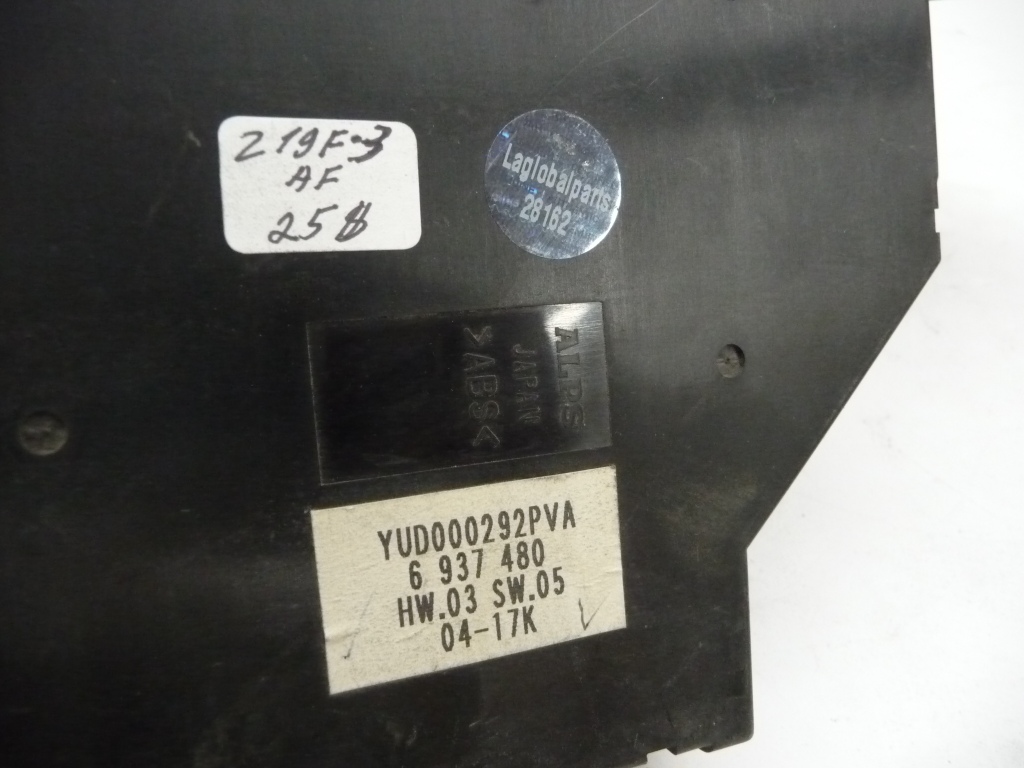 219F-3
AF
25$
Laglobalparts
28162
ALPS
JAPAN
>ABS<
YUD000292PVA
6 937 480
HW.03 SW.05
04-17K